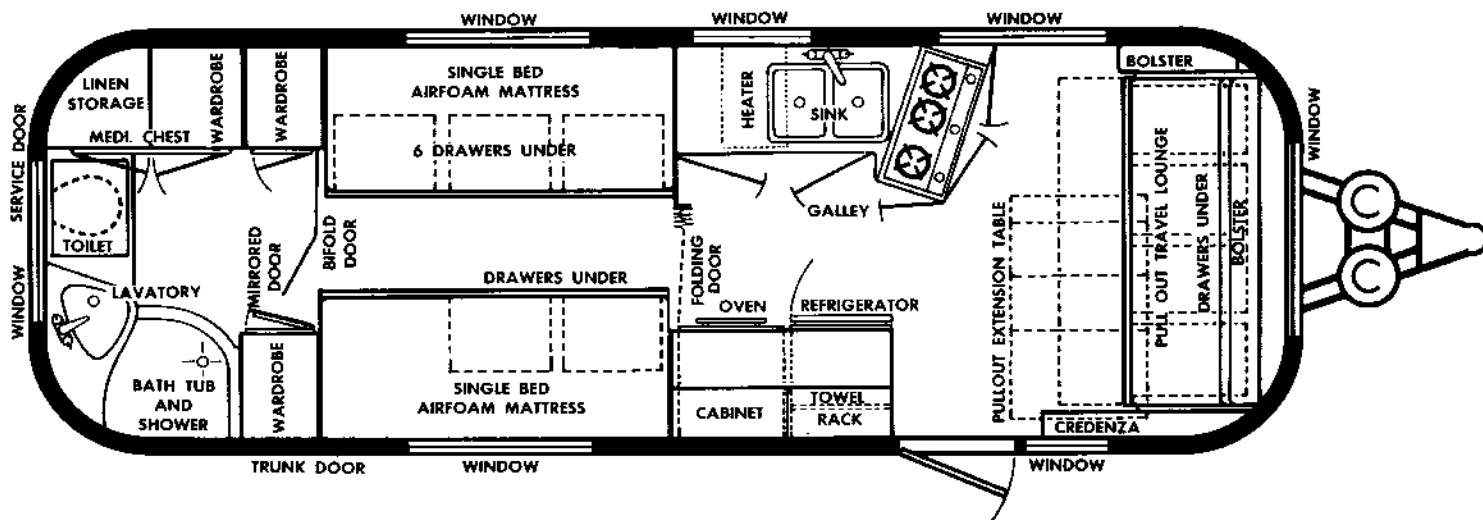 WINDOW
WINDOW
WINDOW
SERVICE DOOR
LINEN
STORAGE
MEDI. CHEST
WARDROBE
WARDROBE
SINGLE BED
AIRFOAM MATTRESS
6 DRAWERS UNDER
HEATER
SINK
BOLSTER
WINDOW
TOILET
WINDOW
LAVATORY
MIRRORED
DOOR
BIFOLD
DOOR
DRAWERS UNDER
FOLDING
DOOR
GALLEY
OVEN
REFRIGERATOR
PULLOUT EXTENSION TABLE
PULL OUT TRAVEL LOUNGE
DRAWERS UNDER
BOLSTER
BATH TUB
AND
SHOWER
WARDROBE
SINGLE BED
AIRFOAM MATTRESS
CABINET
TOWEL
RACK
CREDENZA
TRUNK DOOR
WINDOW
WINDOW